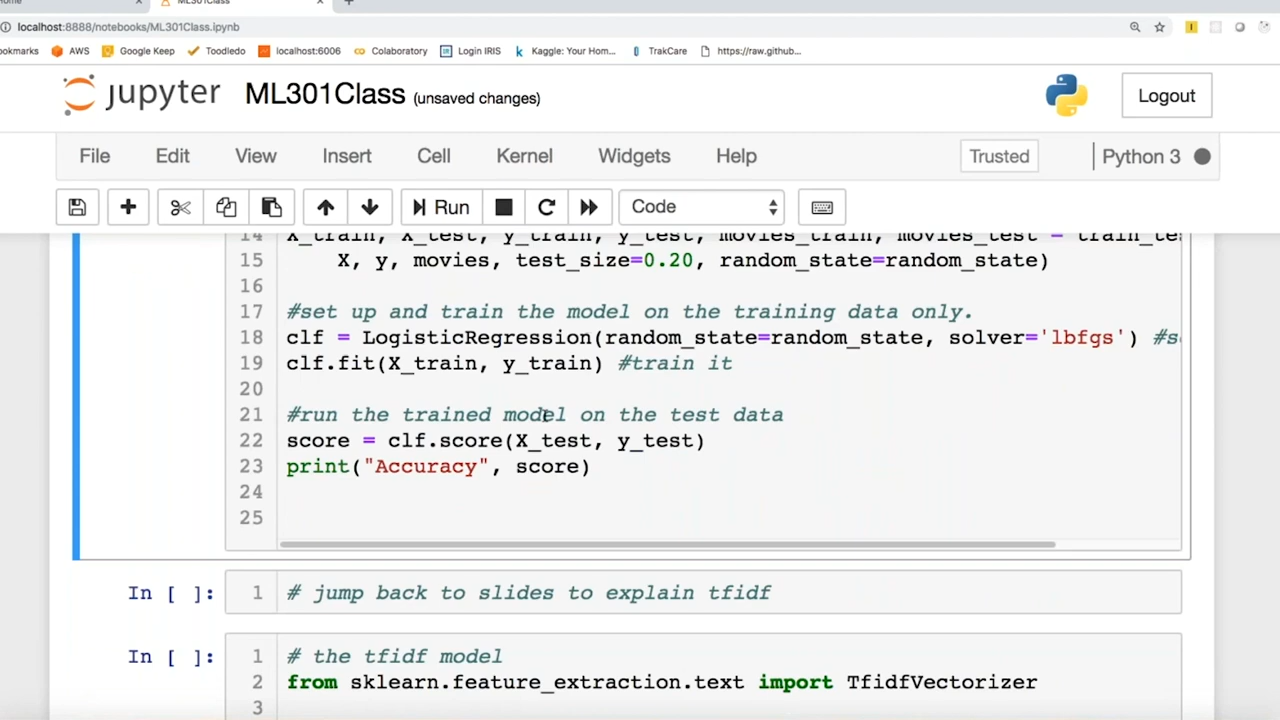 Home ML301Class
localhost:8888/notebooks/ML301Class.ipynb
ookmarks AWS Google Keep Toodledo localhost:6006 Colaboratory Login IRIS Kaggle: Your Hom... TrakCare https://raw.github...
jupyter ML301Class (unsaved changes) Logout
File Edit View Insert Cell Kernel Widgets Help Trusted Python 3
Run Code
14 X_train, X_test, y_train, y_test, movies_train, movies_test = train_te
15 X, y, movies, test_size=0.20, random_state=random_state)
16
17 #set up and train the model on the training data only.
18 clf = LogisticRegression(random_state=random_state, solver='lbfgs') #s
19 clf.fit(X_train, y_train) #train it
20
21 #run the trained model on the test data
22 score = clf.score(X_test, y_test)
23 print("Accuracy", score)
24
25
In [ ]: 1 # jump back to slides to explain tfidf
In [ ]: 1 # the tfidf model
2 from sklearn.feature_extraction.text import TfidfVectorizer
3